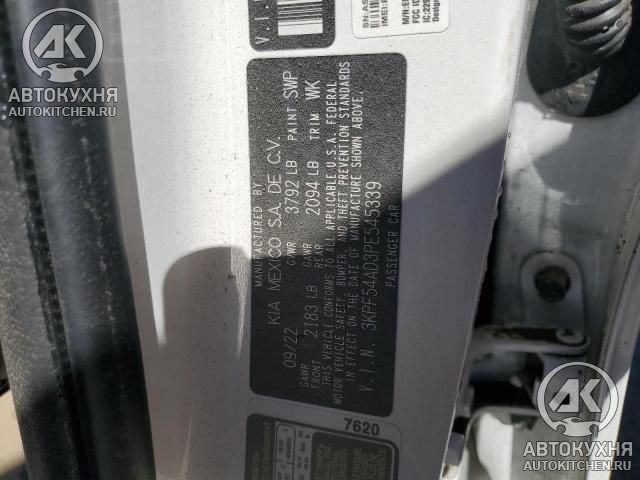 AK
АВТОКУХНЯ
AUTOKITCHEN.RU
MANUFACTURED BY
KIA MEXICO S.A. DE C.V.
09/22 GVWR 3792 LB PAINT SWP
GAWR FRONT 2183 LB GAWR REAR 2094 LB TRIM WK
THIS VEHICLE CONFORMS TO ALL APPLICABLE U.S.A. FEDERAL
MOTOR VEHICLE SAFETY, BUMPER, AND THEFT PREVENTION STANDARDS
IN EFFECT ON THE DATE OF MANUFACTURE SHOWN ABOVE.
V.I.N. 3KPF54AD3PE545339
PASSENGER CAR
V.I.N.
7620
AK
АВТОКУХНЯ
AUTOKITCHEN.RU